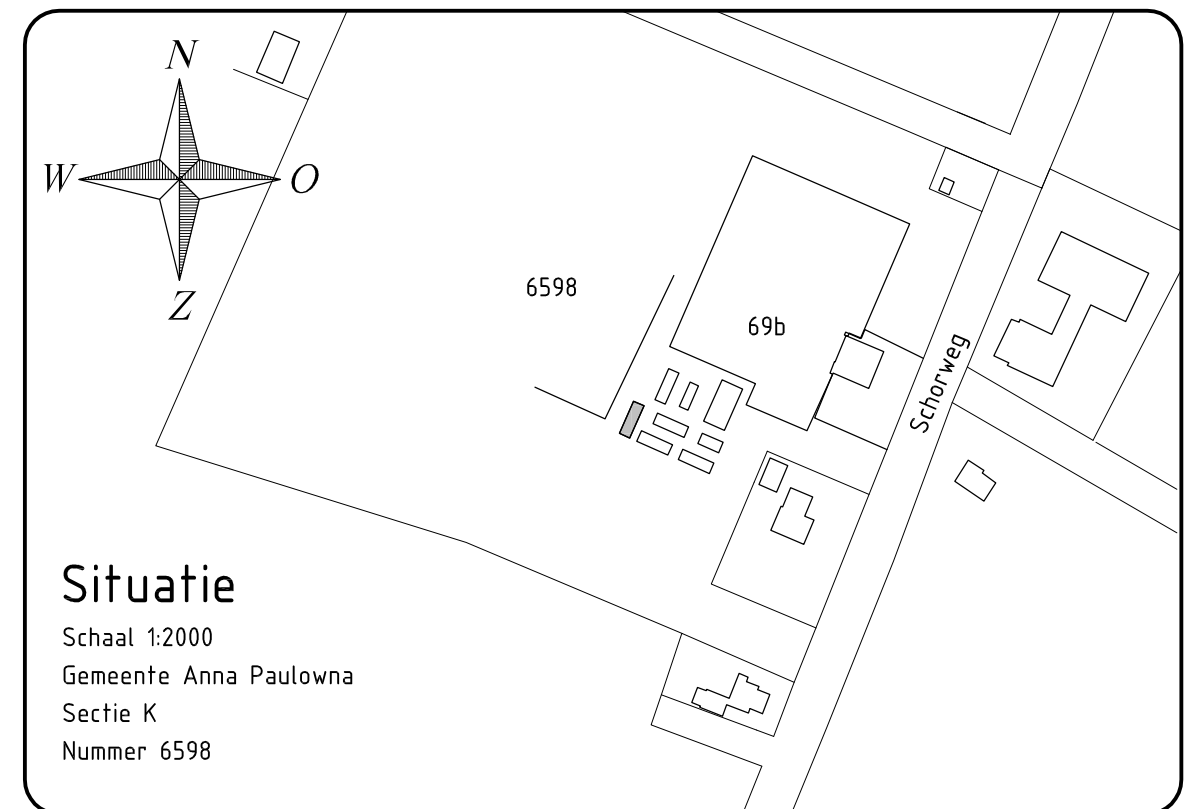 N
W
O
Z
6598
69b
Schorweg
Situatie
Schaal 1:2000
Gemeente Anna Paulowna
Sectie K
Nummer 6598